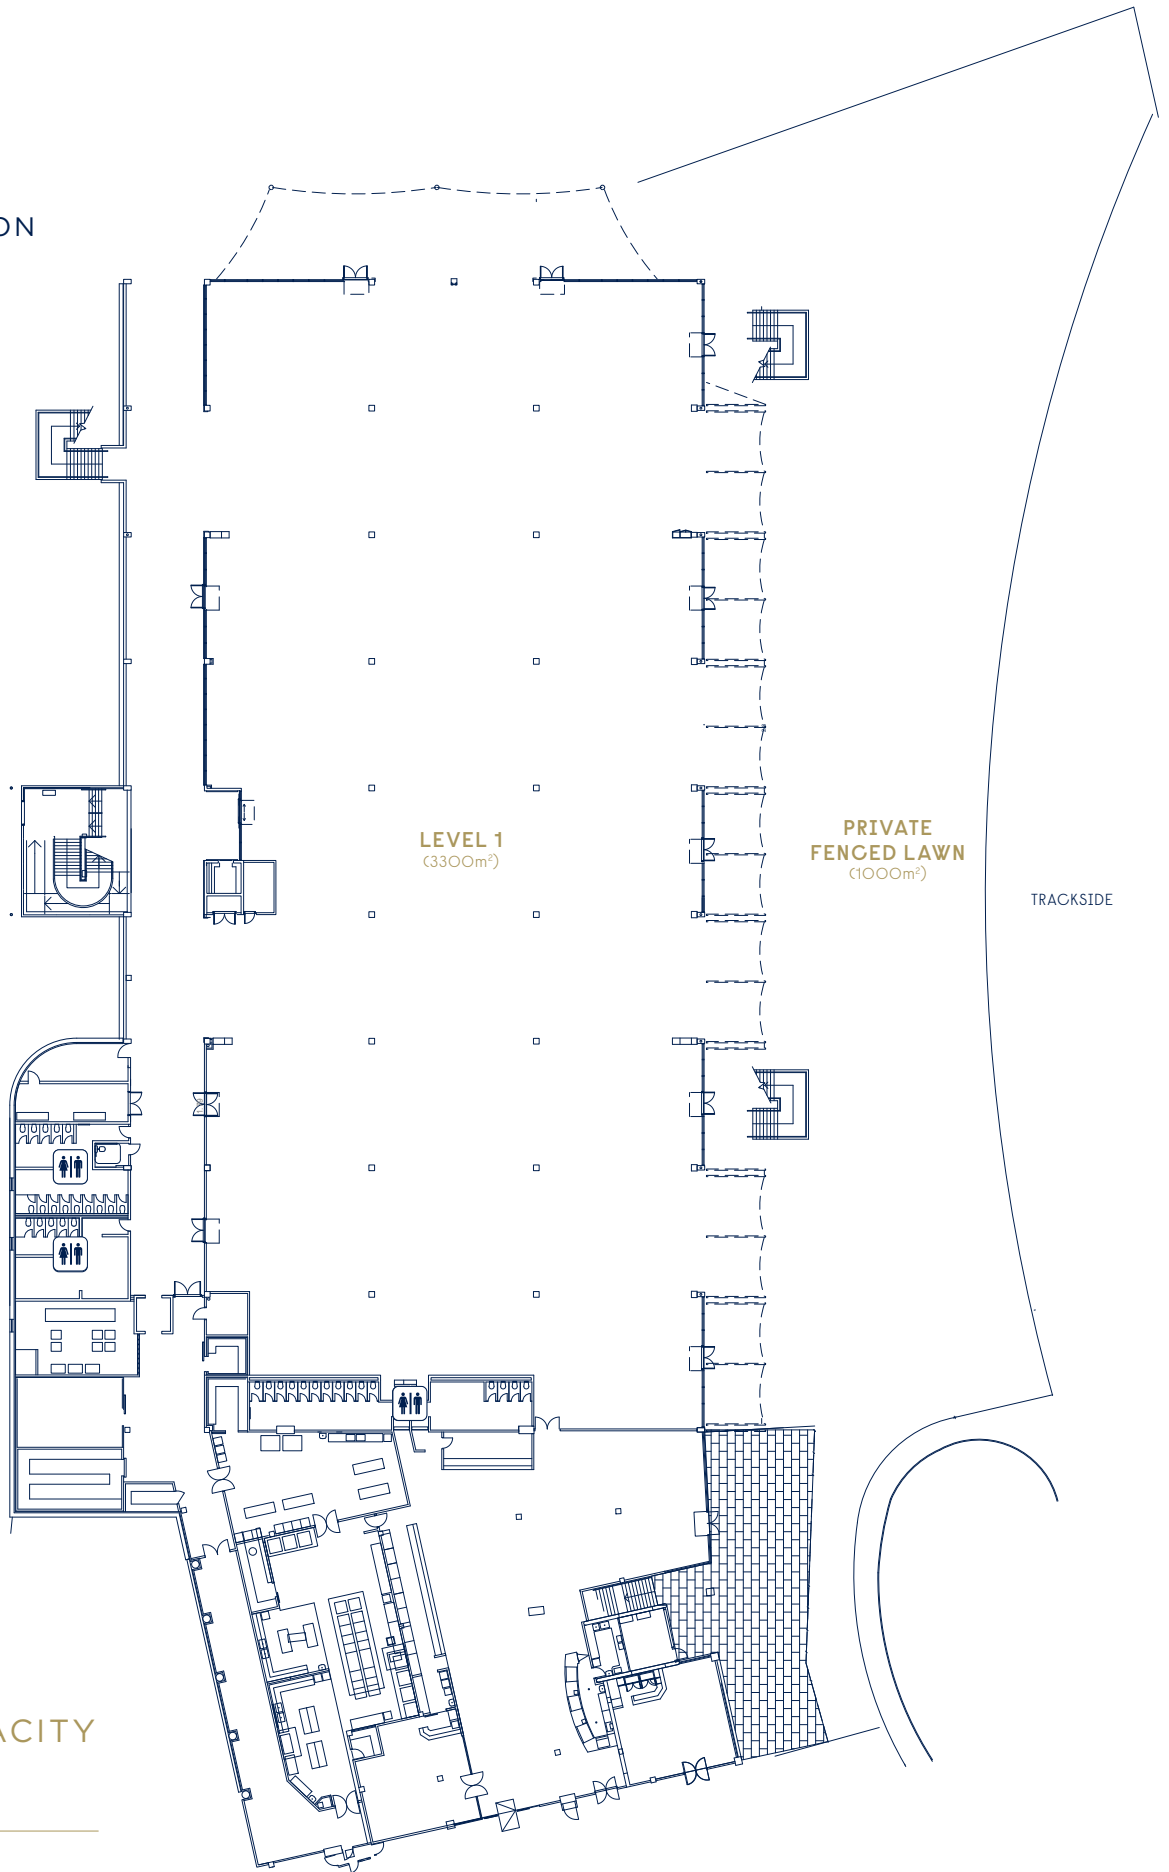 ON
LEVEL 1
(3300m²)
PRIVATE
FENCED LAWN
(1000m²)
TRACKSIDE
ACITY